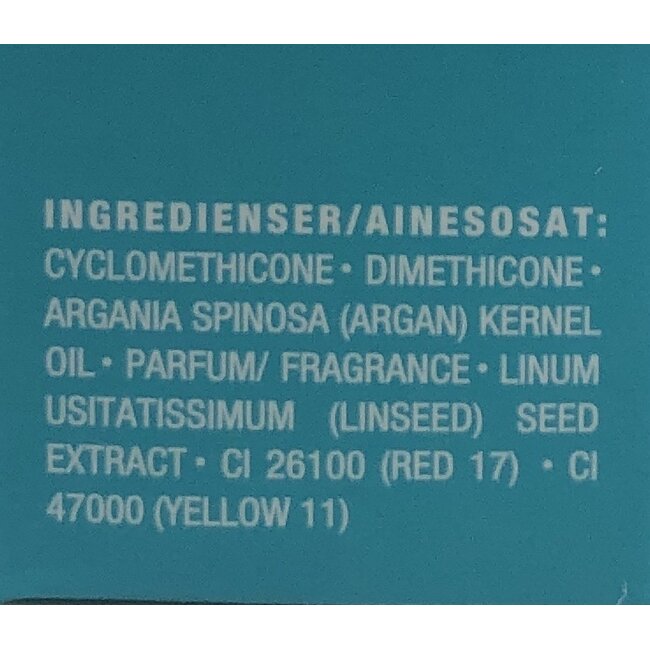 INGREDIENSER/AINESOSAT:
CYCLOMETHICONE• DIMETHICONE•
ARGANIA SPINOSA (ARGAN) KERNEL
OIL• PARFUM/ FRAGRANCE• LINUM
USITATISSIMUM (LINSEED) SEED
EXTRACT• CI 26100 (RED 17) • CI
47000 (YELLOW 11)